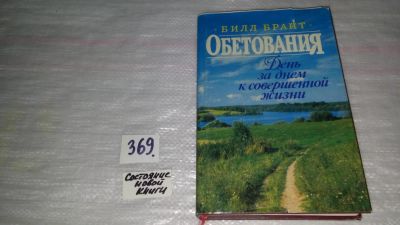 БИЛЛ БРАЙТ
ОБЕТОВАНИЯ
День
за днем
к совершенной
жизни
369.
Состояние
новой
книги